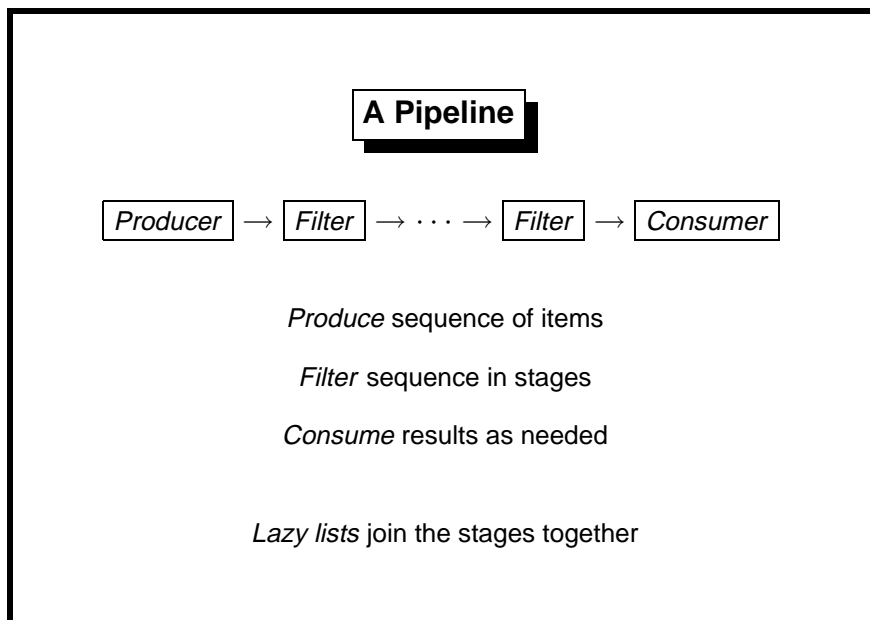 A Pipeline
Producer → Filter → · · · → Filter → Consumer
Produce sequence of items
Filter sequence in stages
Consume results as needed
Lazy lists join the stages together